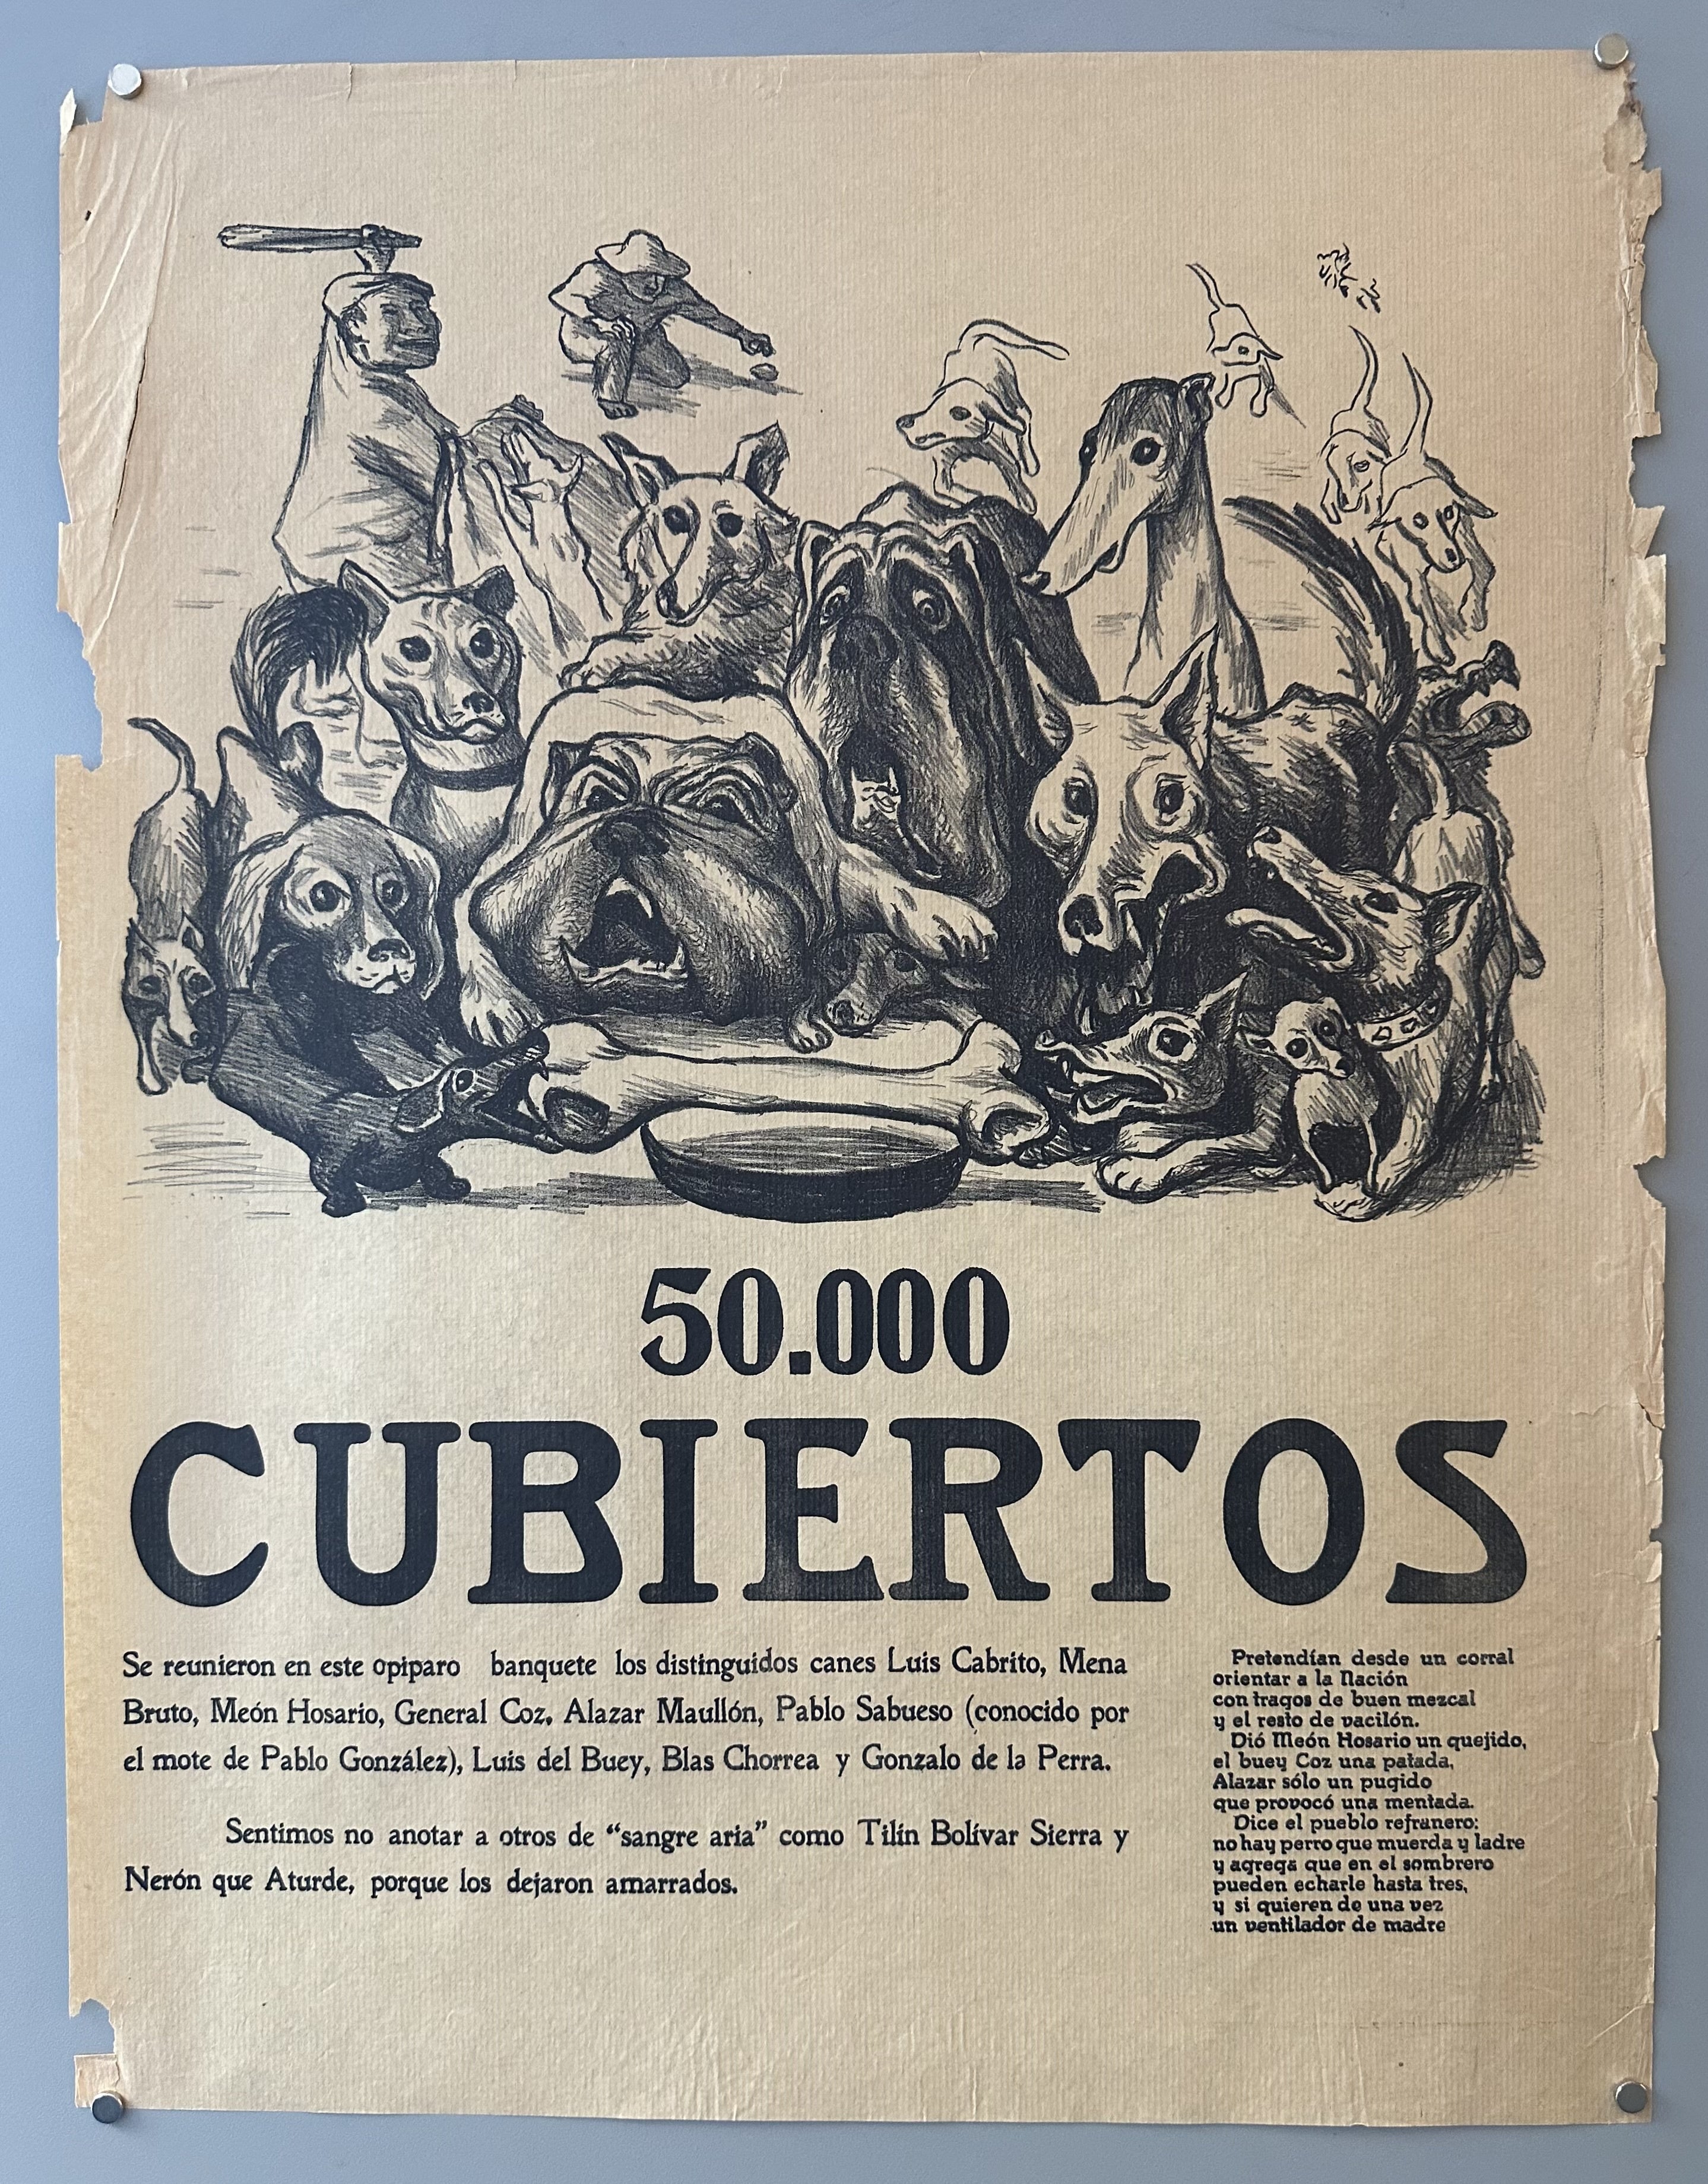 50.000
CUBIERTOS
Se reunieron en este opiparo banquete los distinguidos canes Luis Cabrito, Mena
Bruto, Meón Hosario, General Coz, Alazar Maullón, Pablo Sabueso (conocido por
el mote de Pablo González), Luis del Buey, Blas Chorrea y Gonzalo de la Perra.
Sentimos no anotar a otros de “sangre aria” como Tilín Bolívar Sierra y
Nerón que Aturde, porque los dejaron amarrados.
Pretendían desde un corral
orientar a la Nación
con tragos de buen mezcal
y el resto de vacilón.
Dió Meón Hosario un quejido,
el buey Coz una patada,
Alazar sólo un pugido
que provocó una mentada.
Dice el pueblo refranero:
no hay perro que muerda y ladre
y agrega que en el sombrero
pueden echarle hasta tres,
y si quieren de una vez
un ventilador de madre